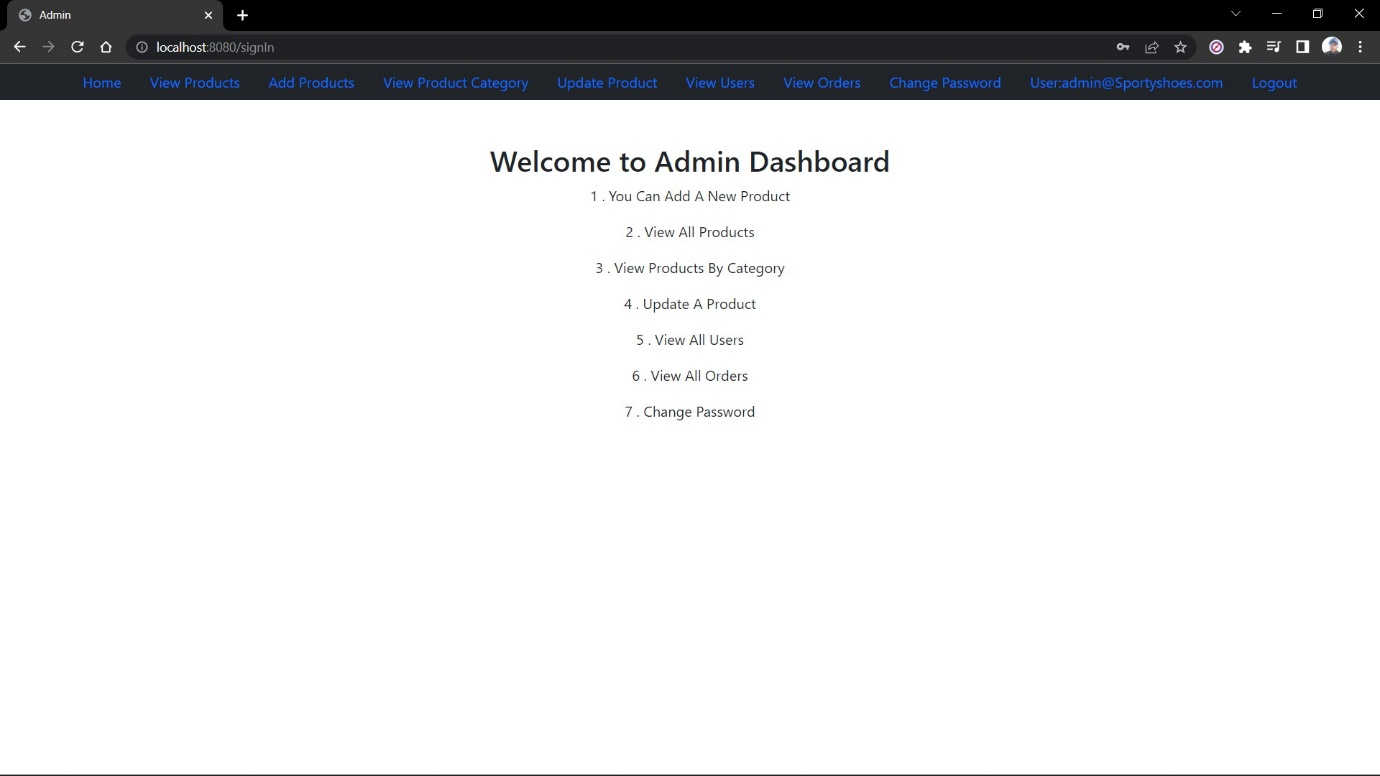 Admin
localhost:8080/signIn
Home View Products Add Products View Product Category Update Product View Users View Orders Change Password User:admin@Sportyshoes.com Logout
Welcome to Admin Dashboard
1 . You Can Add A New Product
2 . View All Products
3 . View Products By Category
4 . Update A Product
5 . View All Users
6 . View All Orders
7 . Change Password